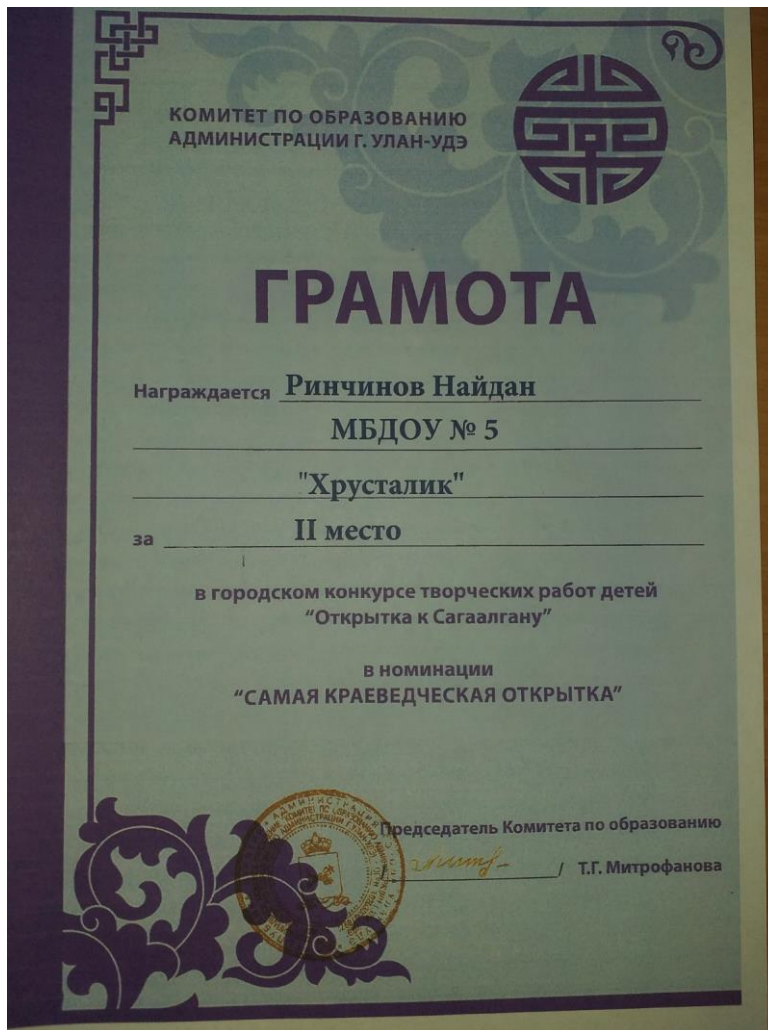 КОМИТЕТ ПО ОБРАЗОВАНИЮ
АДМИНИСТРАЦИИ Г. УЛАН-УДЭ
ГРАМОТА
Награждается Ринчинов Найдан
МБДОУ № 5
"Хрусталик"
за II место
в городском конкурсе творческих работ детей
“Открытка к Сагаалгану”
в номинации
“САМАЯ КРАЕВЕДЧЕСКАЯ ОТКРЫТКА”
Председатель Комитета по образованию
/ / Т.Г. Митрофанова